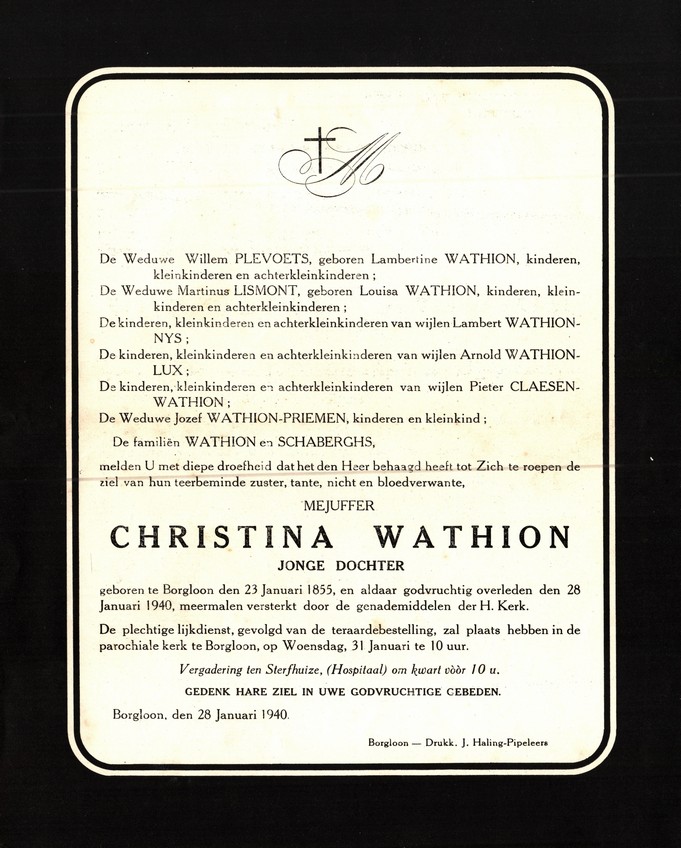 M
De Weduwe Willem PLEVOETS, geboren Lambertine WATHION, kinderen,
kleinkinderen en achterkleinkinderen ;
De Weduwe Martinus LISMONT, geboren Louisa WATHION, kinderen, klein-
kinderen en achterkleinkinderen ;
De kinderen, kleinkinderen en achterkleinkinderen van wijlen Lambert WATHION-
NYS ;
De kinderen, kleinkinderen en achterkleinkinderen van wijlen Arnold WATHION-
LUX ;
De kinderen, kleinkinderen en achterkleinkinderen van wijlen Pieter CLAESEN-
WATHION ;
De Weduwe Jozef WATHION-PRIEMEN, kinderen en kleinkind ;
De familiën WATHION en SCHABERGHS,
melden U met diepe droefheid dat het den Heer behaagd heeft tot Zich te roepen de
ziel van hun teerbeminde zuster, tante, nicht en bloedverwante,
MEJUFFER
CHRISTINA WATHION
JONGE DOCHTER
geboren te Borgloon den 23 Januari 1855, en aldaar godvruchtig overleden den 28
Januari 1940, meermalen versterkt door de genademiddelen der H. Kerk.
De plechtige lijkdienst, gevolgd van de teraardebestelling, zal plaats hebben in de
parochiale kerk te Borgloon, op Woensdag, 31 Januari te 10 uur.
Vergadering ten Sterfhuize, (Hospitaal) om kwart vòòr 10 u.
GEDENK HARE ZIEL IN UWE GODVRUCHTIGE GEBEDEN.
Borgloon, den 28 Januari 1940.
Borgloon — Drukk. J. Haling-Pipeleers